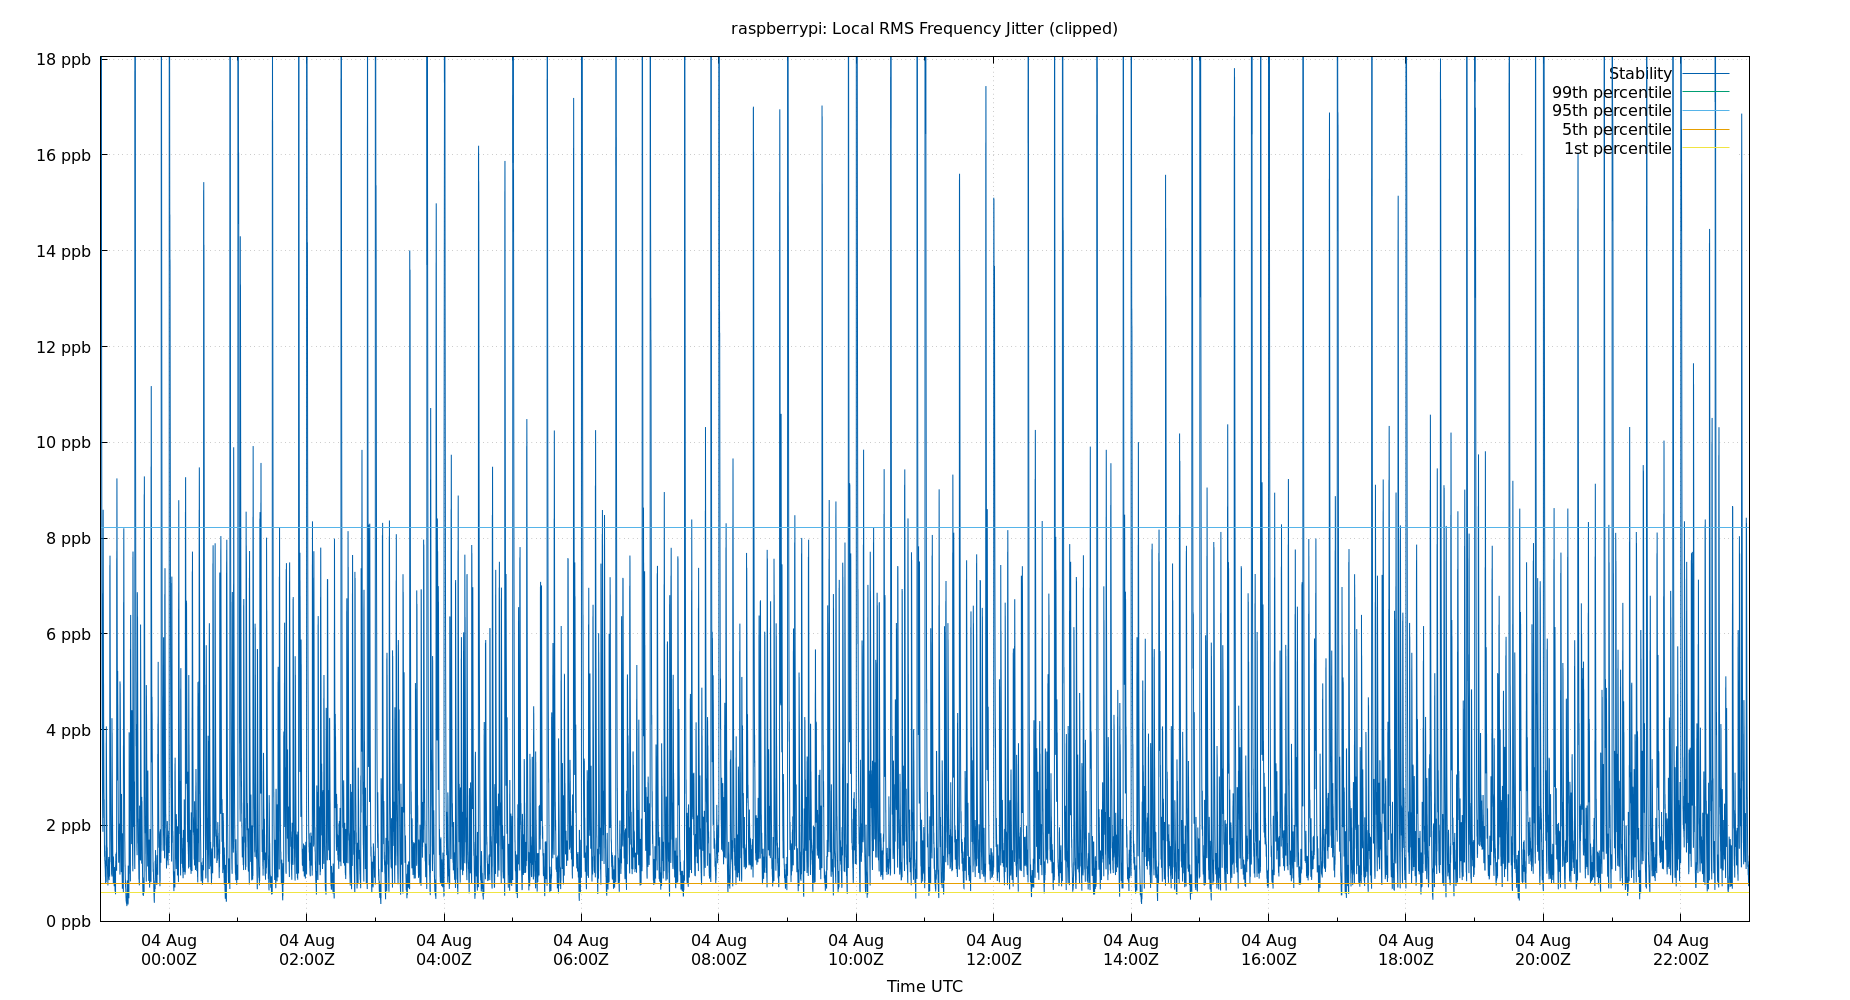 raspberrypi: Local RMS Frequency Jitter (clipped)
18 ppb
16 ppb
14 ppb
12 ppb
10 ppb
8 ppb
6 ppb
4 ppb
2 ppb
0 ppb
Stability
99th percentile
95th percentile
5th percentile
1st percentile
04 Aug 04 Aug 04 Aug 04 Aug 04 Aug 04 Aug 04 Aug 04 Aug 04 Aug 04 Aug 04 Aug 04 Aug
00:00Z 02:00Z 04:00Z 06:00Z 08:00Z 10:00Z 12:00Z 14:00Z 16:00Z 18:00Z 20:00Z 22:00Z
Time UTC